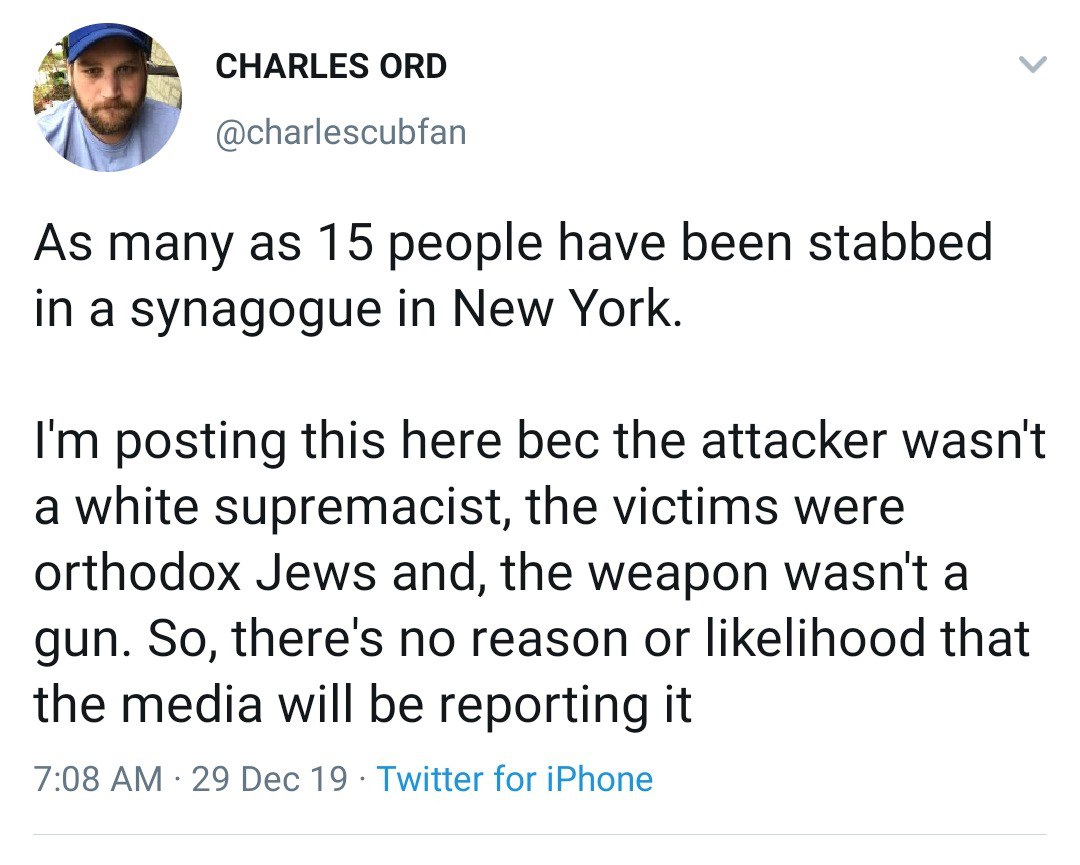 CHARLES ORD
@charlescubfan
As many as 15 people have been stabbed
in a synagogue in New York.
I'm posting this here bec the attacker wasn't
a white supremacist, the victims were
orthodox Jews and, the weapon wasn't a
gun. So, there's no reason or likelihood that
the media will be reporting it
7:08 AM · 29 Dec 19 · Twitter for iPhone